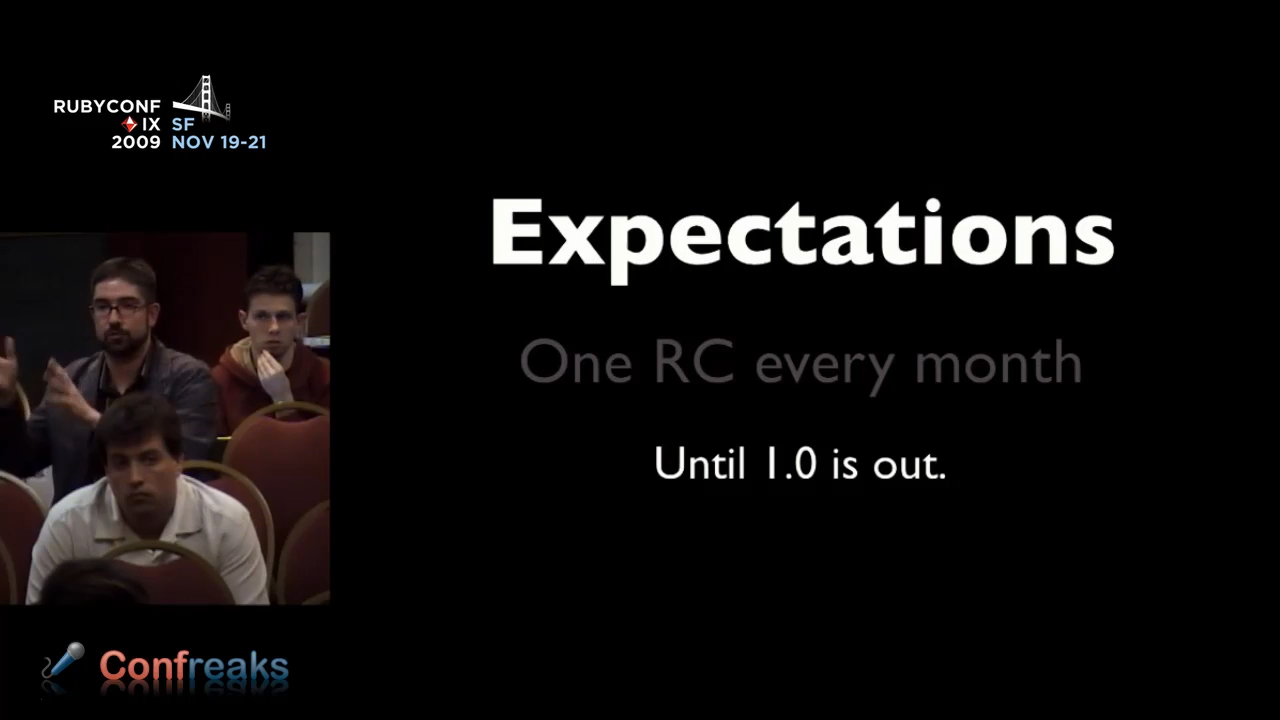 RUBYCONF
IX SF
2009 NOV 19-21
Expectations
One RC every month
Until 1.0 is out.
Confreaks